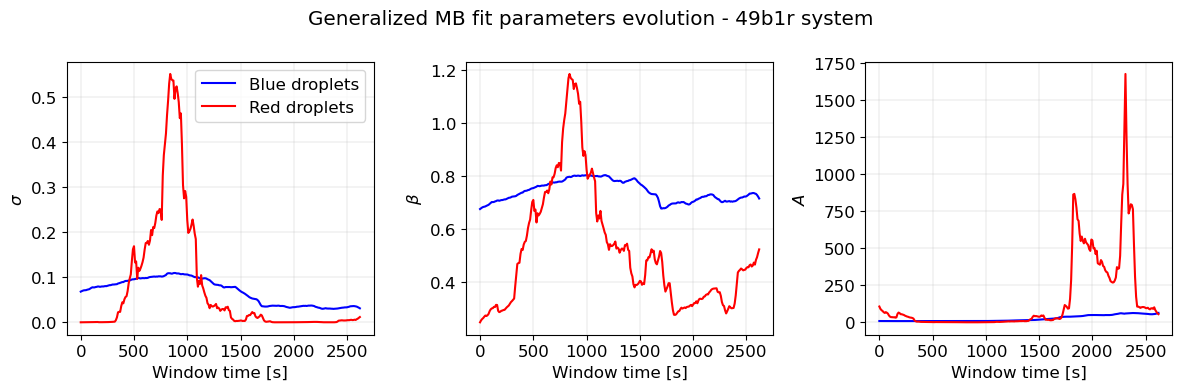 Generalized MB fit parameters evolution - 49b1r system
σ
0.5
0.4
0.3
0.2
0.1
0.0
Blue droplets
Red droplets
0 500 1000 1500 2000 2500
Window time [s]
β
1.2
1.0
0.8
0.6
0.4
0 500 1000 1500 2000 2500
Window time [s]
A
1750
1500
1250
1000
750
500
250
0
0 500 1000 1500 2000 2500
Window time [s]